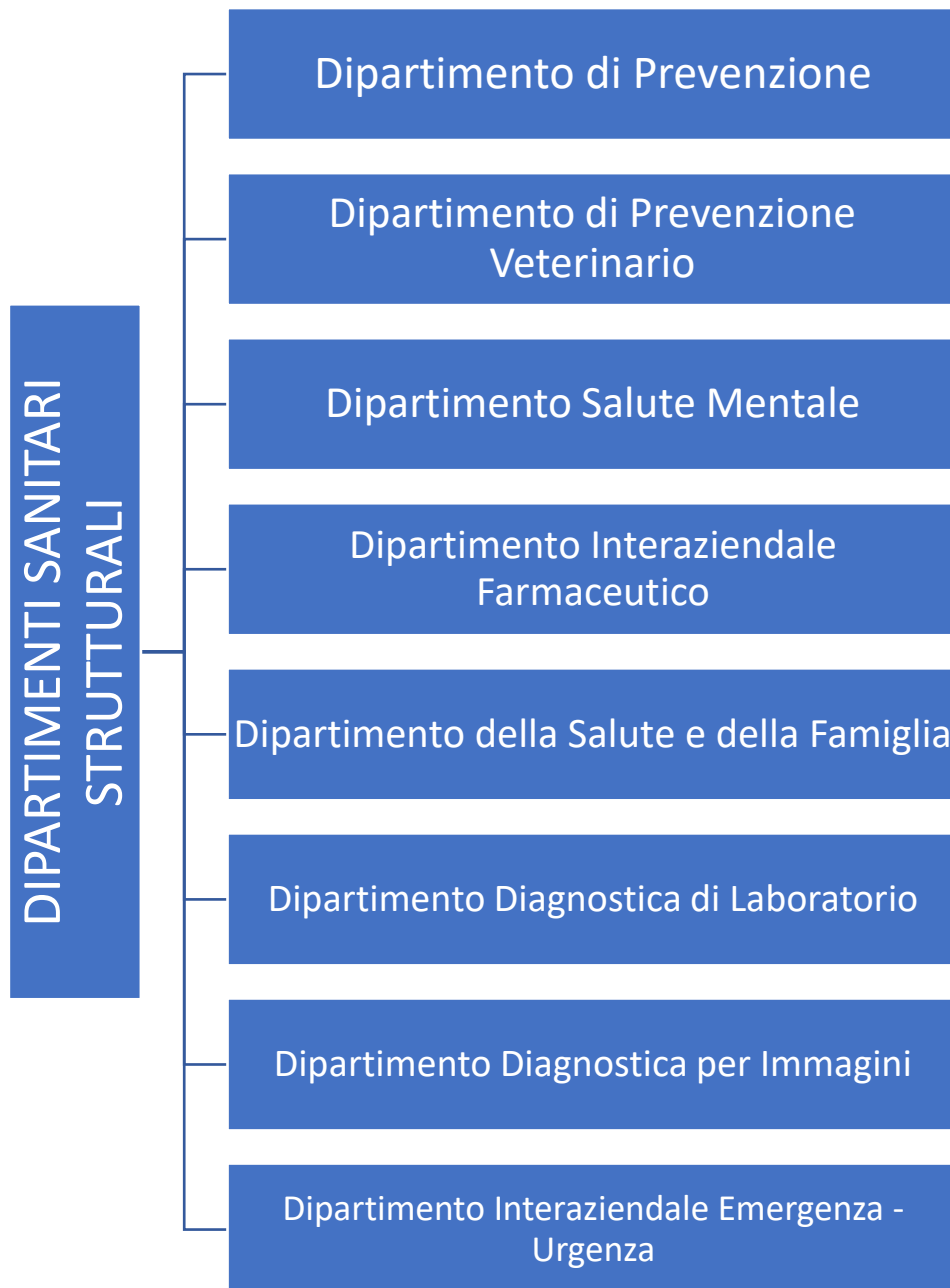 DIPARTIMENTI SANITARI
STRUTTURALI
Dipartimento di Prevenzione
Dipartimento di Prevenzione
Veterinario
Dipartimento Salute Mentale
Dipartimento Interaziendale
Farmaceutico
Dipartimento della Salute e della Famiglia
Dipartimento Diagnostica di Laboratorio
Dipartimento Diagnostica per Immagini
Dipartimento Interaziendale Emergenza -
Urgenza